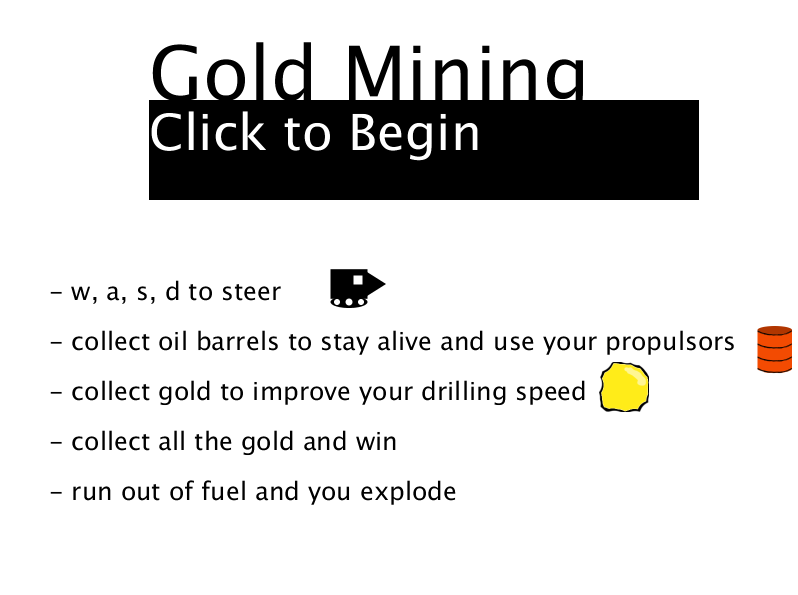 Gold Mining
Click to Begin
- w, a, s, d to steer
- collect oil barrels to stay alive and use your propulsors
- collect gold to improve your drilling speed
- collect all the gold and win
- run out of fuel and you explode